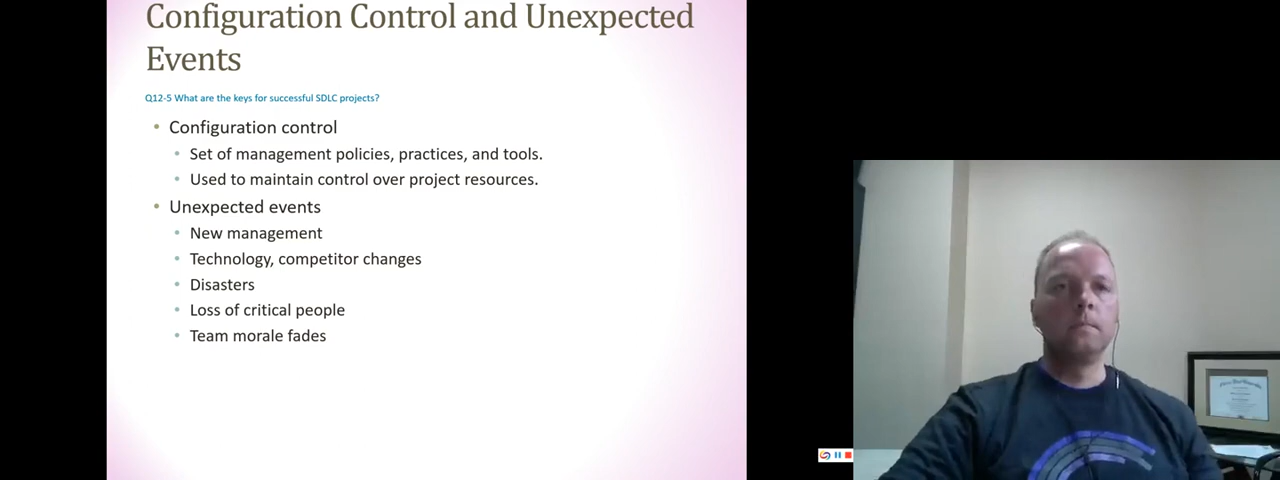 Configuration Control and Unexpected
Events
Q12-5 What are the keys for successful SDLC projects?
• Configuration control
• Set of management policies, practices, and tools.
• Used to maintain control over project resources.
• Unexpected events
• New management
• Technology, competitor changes
• Disasters
• Loss of critical people
• Team morale fades